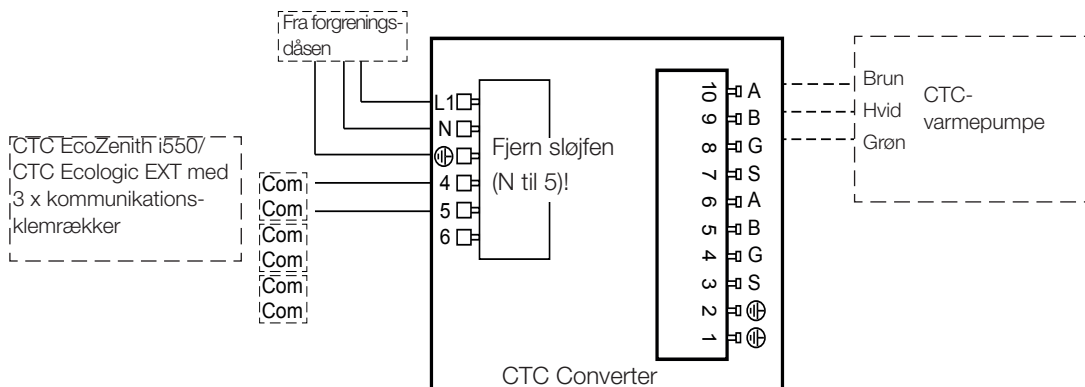 Fra forgrenings-
dåsen
CTC EcoZenith i550/
CTC Ecologic EXT med
3 x kommunikations-
klemrækker
Com
Com
Com
Com
Com
Com
L1
N
4
5
6
Fjern sløjfen
(N til 5)!
10 A
9 B
8 G
7 S
6 A
5 B
4 G
3 S
2
1
CTC Converter
Brun
Hvid
Grøn
CTC-
varmepumpe